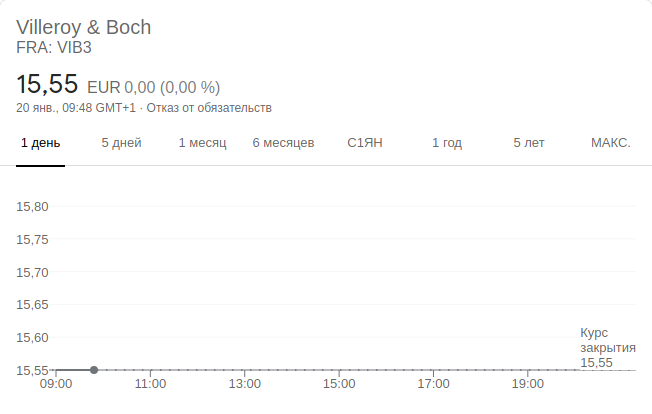 Villeroy & Boch
FRA: VIB3
15,55 EUR 0,00 (0,00 %)
20 янв., 09:48 GMT+1 · Отказ от обязательств
1 день 5 дней 1 месяц 6 месяцев С1ЯН 1 год 5 лет МАКС.
15,80
15,75
15,70
15,65
15,60
Курс
закрытия
15,55
15,55
09:00 11:00 13:00 15:00 17:00 19:00